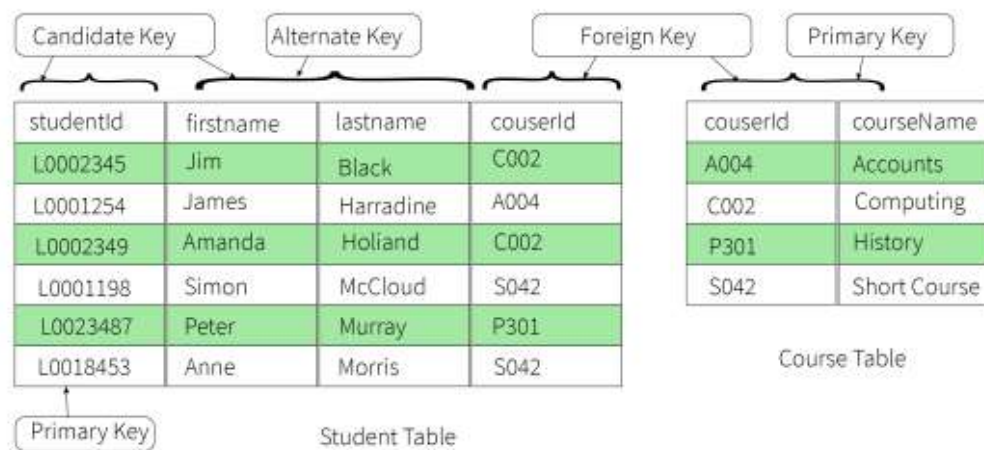 Candidate Key Alternate Key Foreign Key Primary Key
studentId firstname lastname couserId couserId courseName
L0002345 Jim Black C002 A004 Accounts
L0001254 James Harradine A004 C002 Computing
L0002349 Amanda Holiand C002 P301 History
L0001198 Simon McCloud S042 S042 Short Course
L0023487 Peter Murray P301
L0018453 Anne Morris S042
Course Table
Primary Key
Student Table